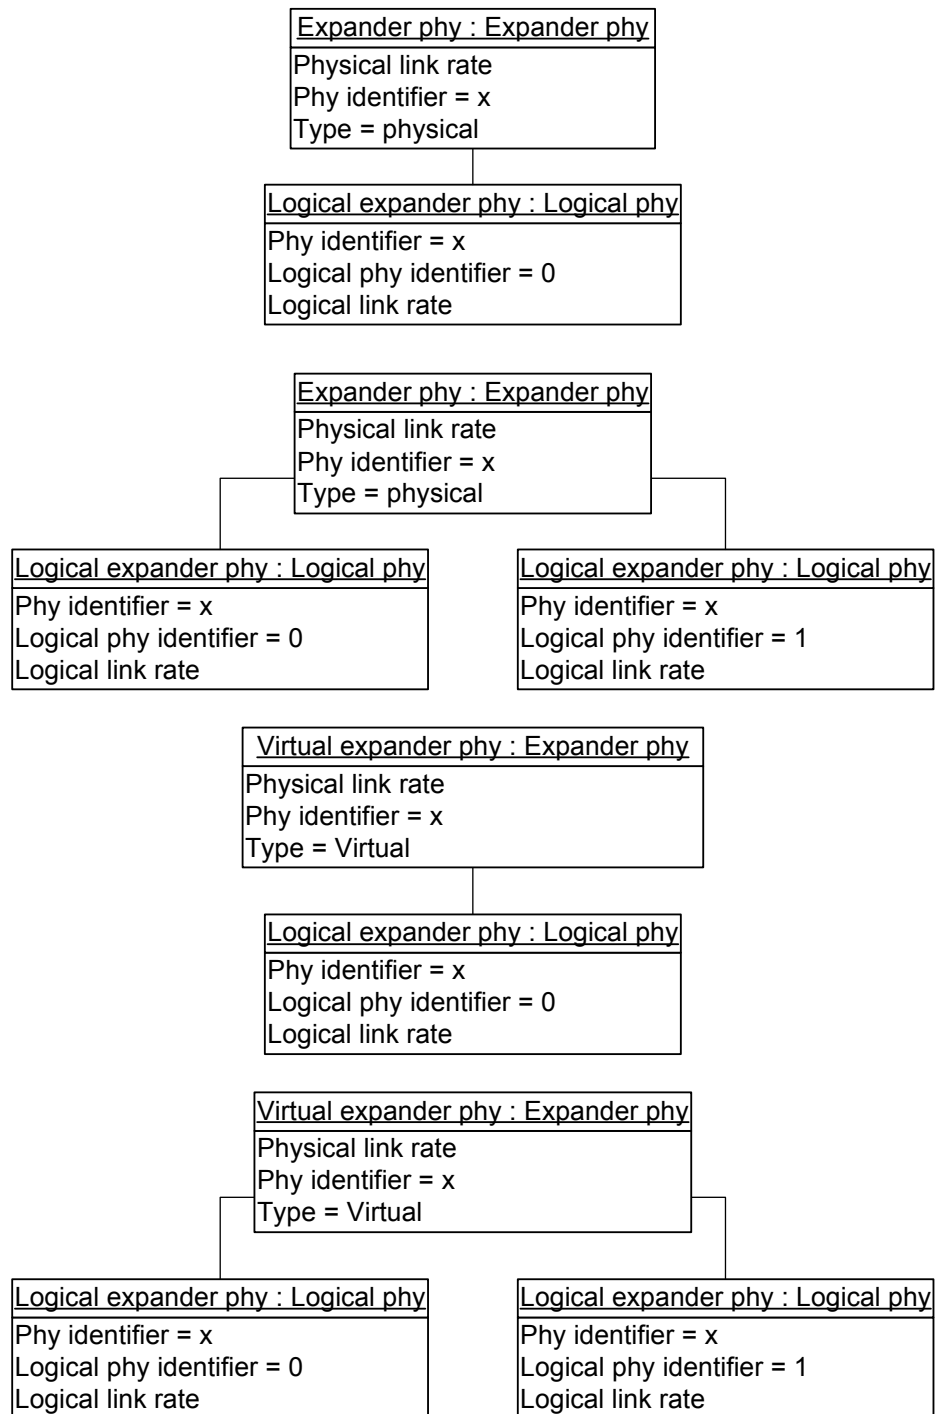 Expander phy : Expander phy
Physical link rate
Phy identifier = x
Type = physical
Logical expander phy : Logical phy
Phy identifier = x
Logical phy identifier = 0
Logical link rate
Expander phy : Expander phy
Physical link rate
Phy identifier = x
Type = physical
Logical expander phy : Logical phy
Phy identifier = x
Logical phy identifier = 0
Logical link rate
Logical expander phy : Logical phy
Phy identifier = x
Logical phy identifier = 1
Logical link rate
Virtual expander phy : Expander phy
Physical link rate
Phy identifier = x
Type = Virtual
Logical expander phy : Logical phy
Phy identifier = x
Logical phy identifier = 0
Logical link rate
Virtual expander phy : Expander phy
Physical link rate
Phy identifier = x
Type = Virtual
Logical expander phy : Logical phy
Phy identifier = x
Logical phy identifier = 0
Logical link rate
Logical expander phy : Logical phy
Phy identifier = x
Logical phy identifier = 1
Logical link rate